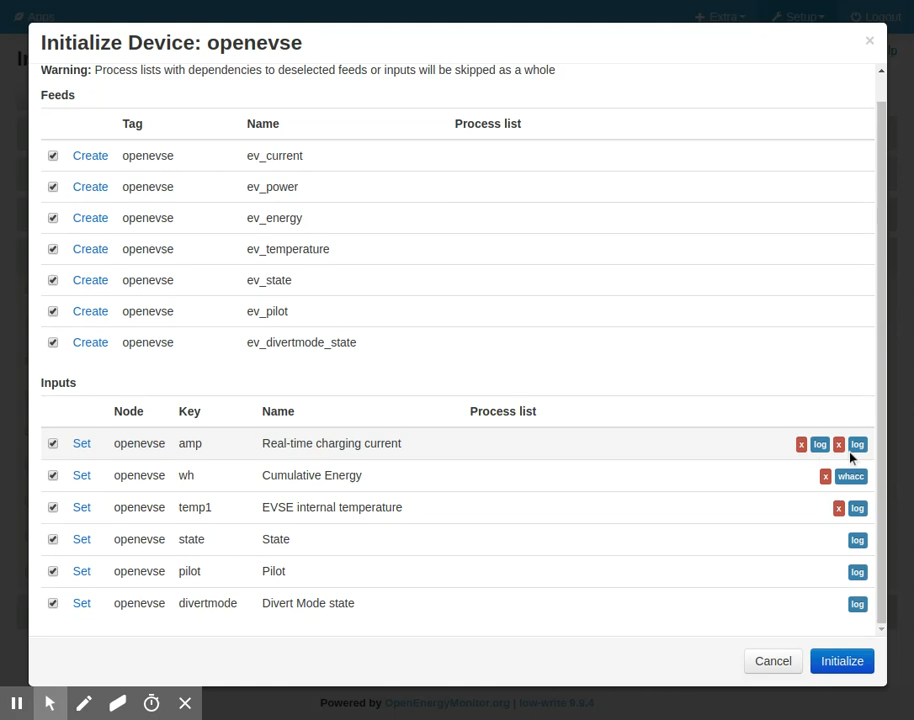 Apps
Extra
Setup
Logout
Initialize Device: openevse
×
Warning: Process lists with dependencies to deselected feeds or inputs will be skipped as a whole
Feeds
Tag Name Process list
Create openevse ev_current
Create openevse ev_power
Create openevse ev_energy
Create openevse ev_temperature
Create openevse ev_state
Create openevse ev_pilot
Create openevse ev_divertmode_state
Inputs
Node Key Name Process list
Set openevse amp Real-time charging current x log x log
Set openevse wh Cumulative Energy x whacc
Set openevse temp1 EVSE internal temperature x log
Set openevse state State log
Set openevse pilot Pilot log
Set openevse divertmode Divert Mode state log
Cancel Initialize
Powered by OpenEnergyMonitor.org | low-write 9.9.4